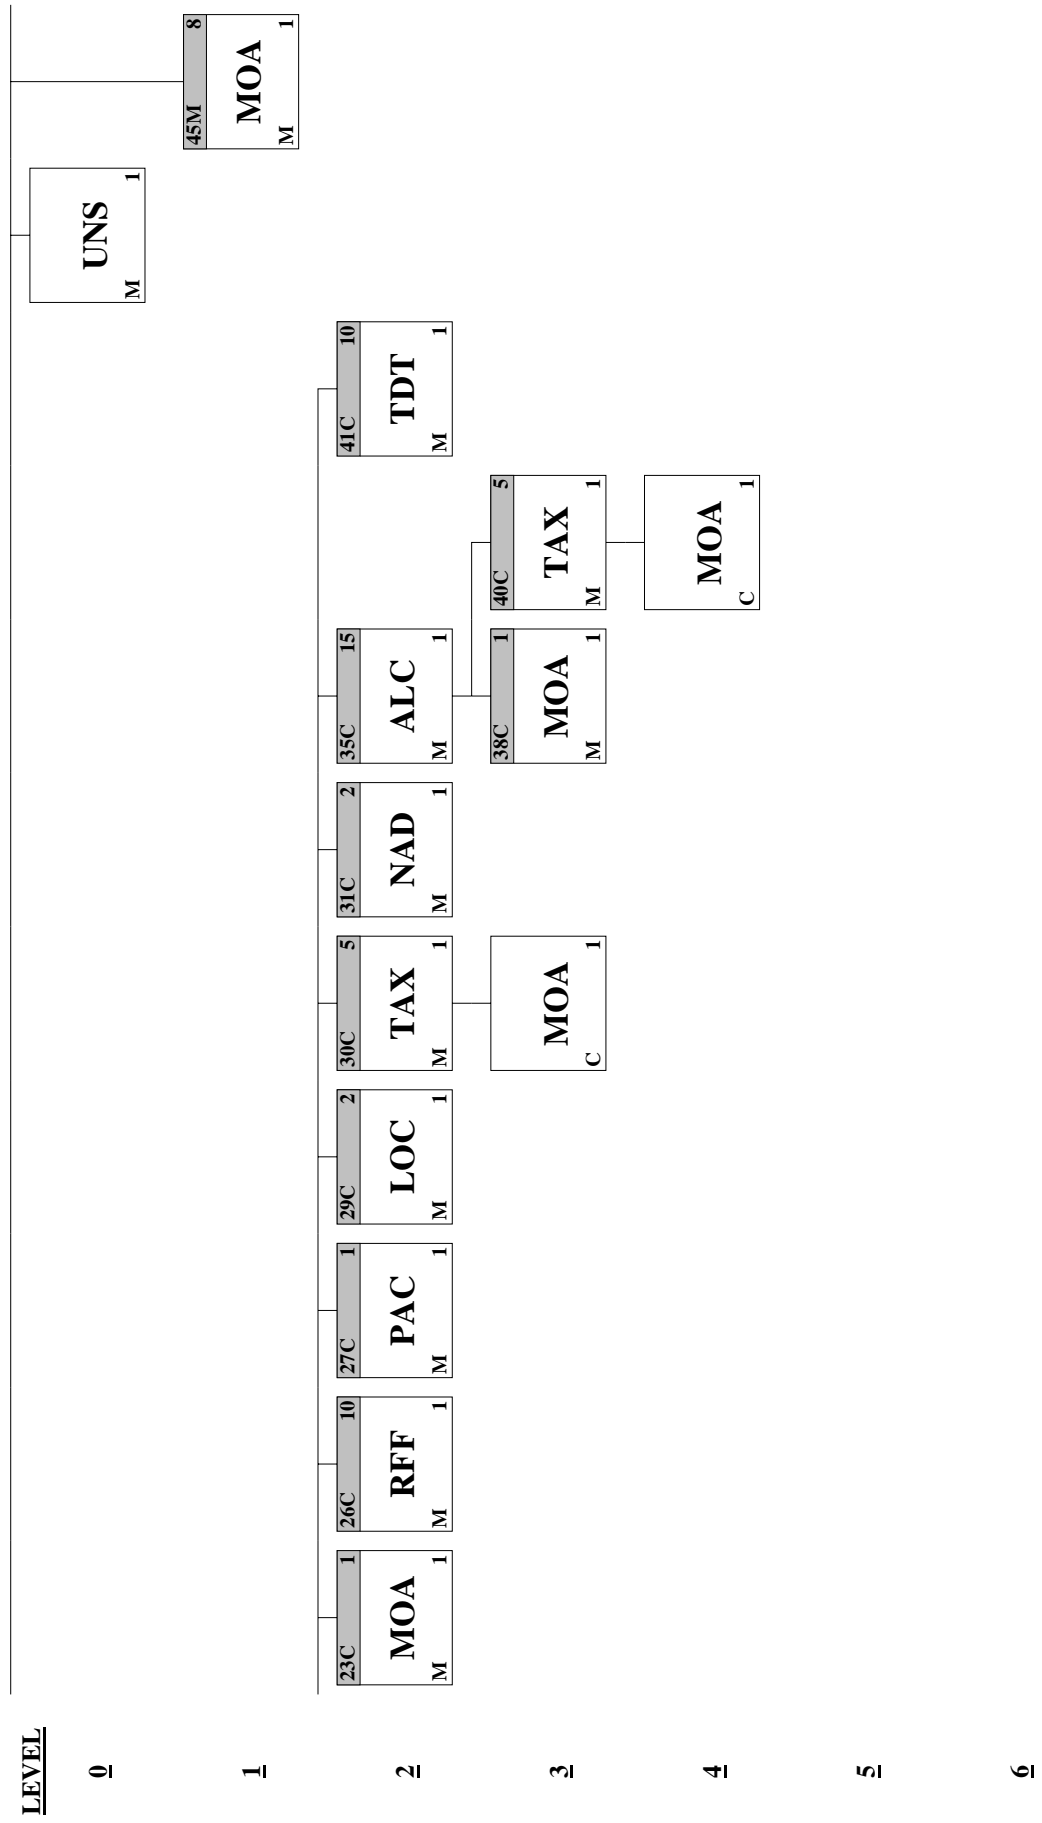 LEVEL
0
UNS
M 1
1
45M 8
MOA
M 1
2
23C 1
MOA
M 1
26C 10
RFF
M 1
27C 1
PAC
M 1
29C 2
LOC
M 1
30C 5
TAX
M 1
31C 2
NAD
M 1
35C 15
ALC
M 1
41C 10
TDT
M 1
3
MOA
C 1
38C 1
MOA
M 1
40C 5
TAX
M 1
4
MOA
C 1
5
6